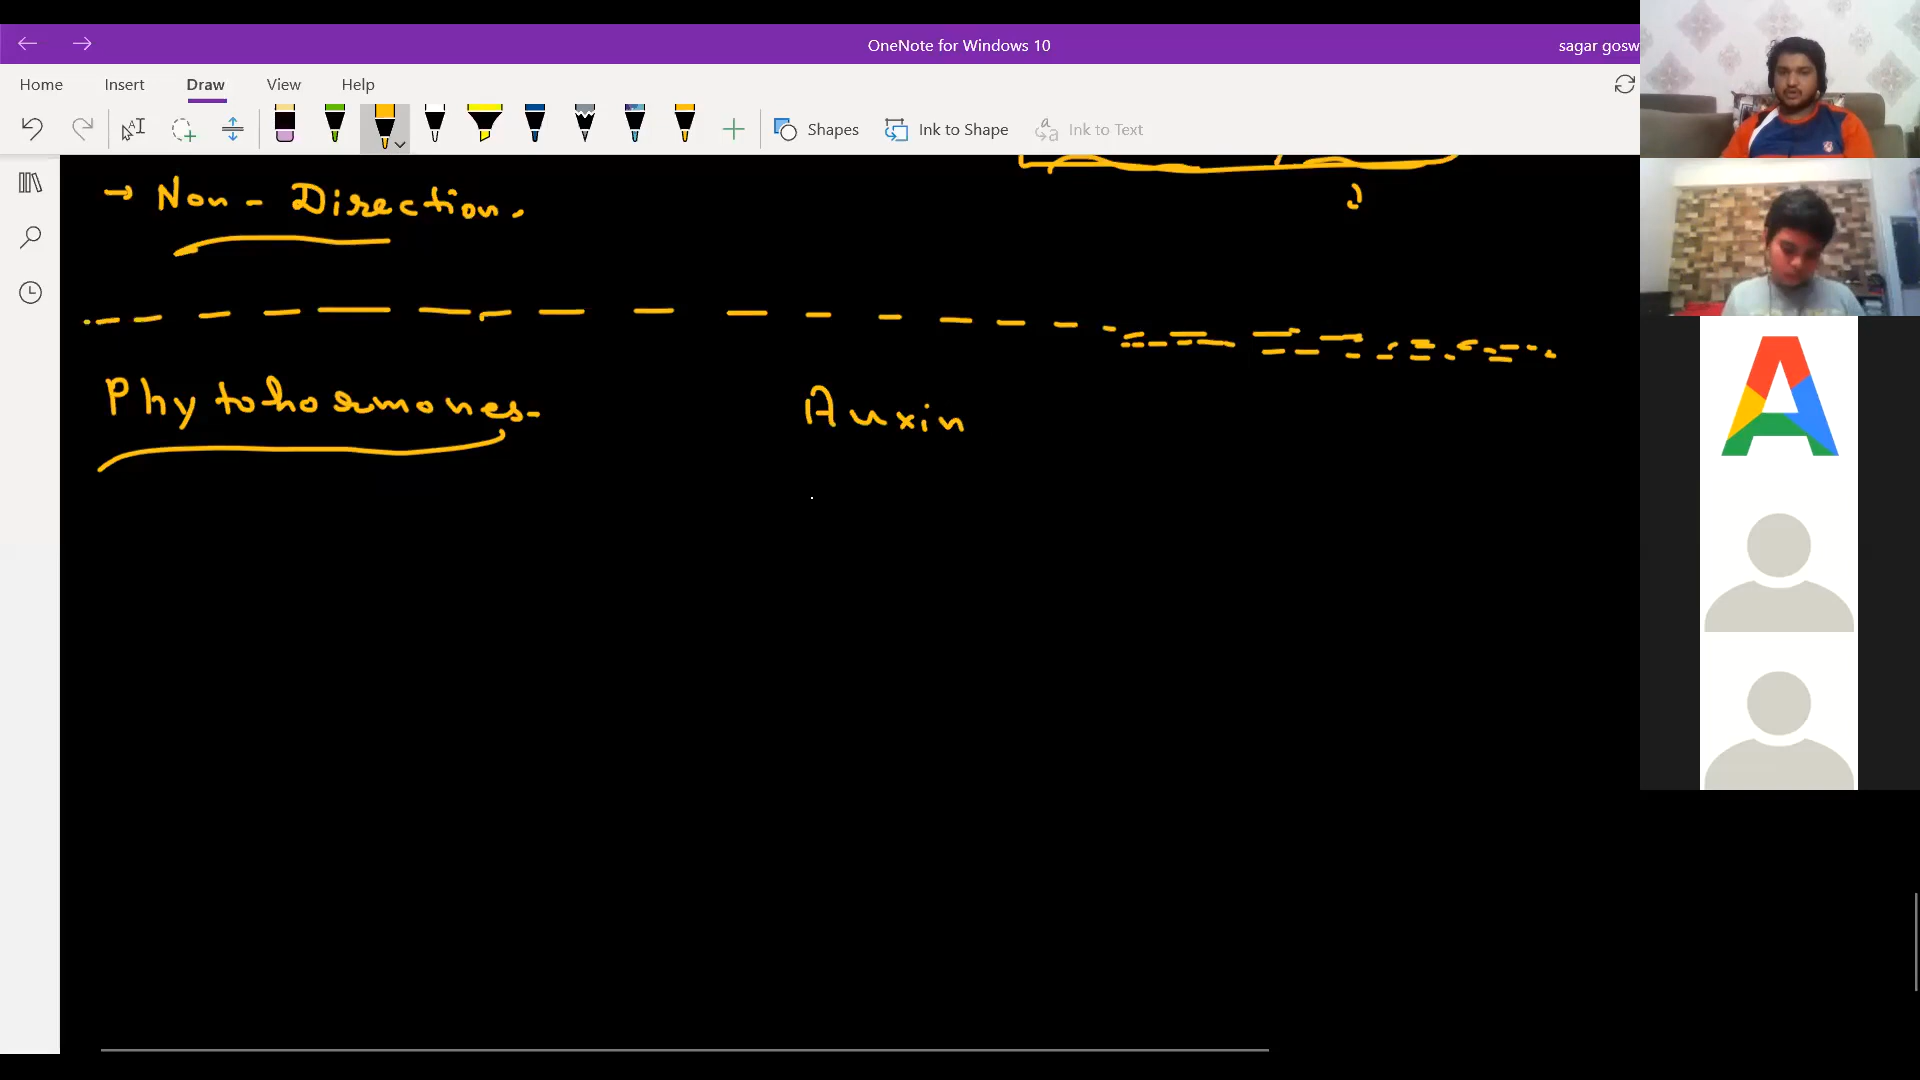 OneNote for Windows 10
sagar gosw
Home Insert Draw View Help
Shapes Ink to Shape Ink to Text
→ Non - Direction.
Phytohormones-
Auxin